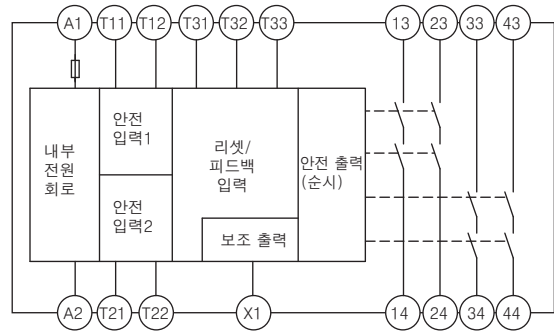 A1 T11 T12 T31 T32 T33 13 23 33 43
내부
전원
회로
안전
입력1
안전
입력2
리셋/
피드백
입력
보조 출력
안전 출력
(순시)
A2 T21 T22 X1 14 24 34 44